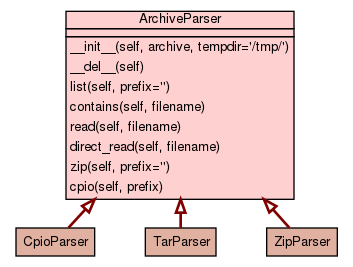 ArchiveParser
__init__(self, archive, tempdir='/tmp/')
__del__(self)
list(self, prefix='')
contains(self, filename)
read(self, filename)
direct_read(self, filename)
zip(self, prefix='')
cpio(self, prefix)
CpioParser
TarParser
ZipParser